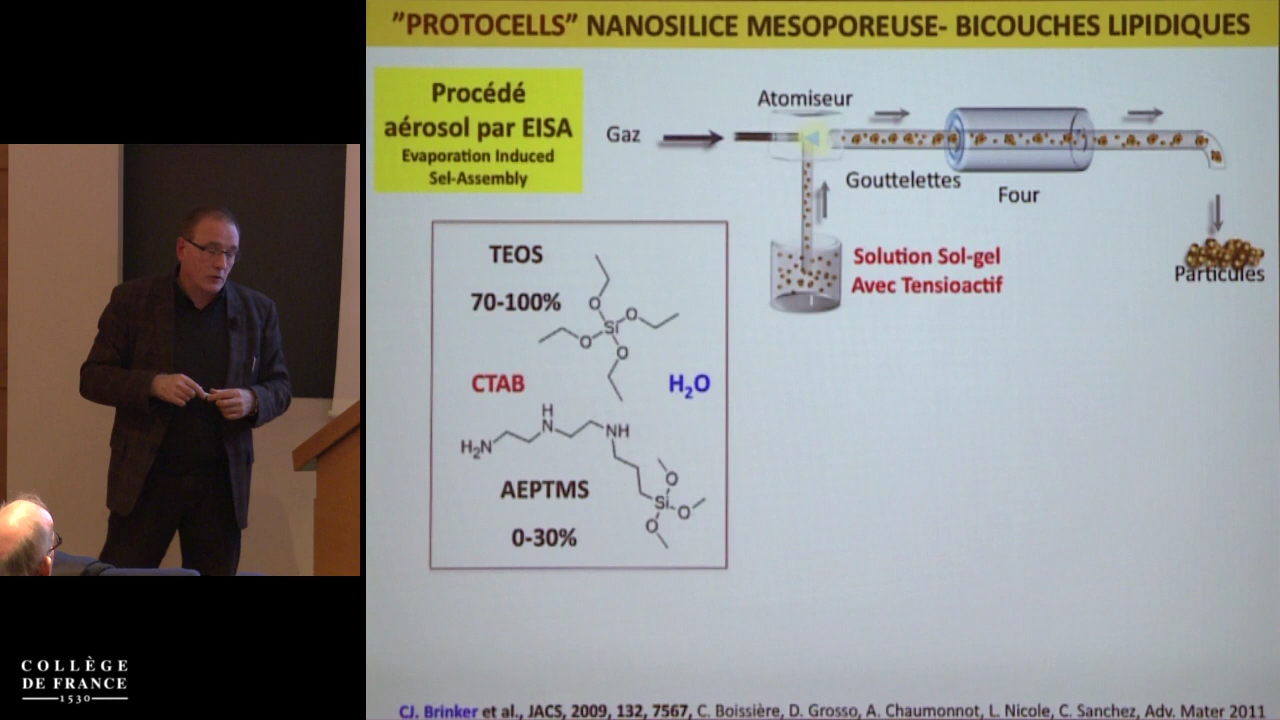 ”PROTOCELLS” NANOSILICE MESOPOREUSE- BICOUCHES LIPIDIQUES
Procédé
aérosol par EISA
Evaporation Induced
Sel-Assembly
Gaz
Atomiseur
Gouttelettes
Four
Particules
Solution Sol-gel
Avec Tensioactif
TEOS
70-100%
O
O
Si
O
O
CTAB
H₂O
H
N
NH
H₂N
O
Si
O
O
AEPTMS
0-30%
COLLÈGE
DE FRANCE
1530
CJ. Brinker et al., JACS, 2009, 132, 7567, C. Boissière, D. Grosso, A. Chaumonnot, L. Nicole, C. Sanchez, Adv. Mater 2011